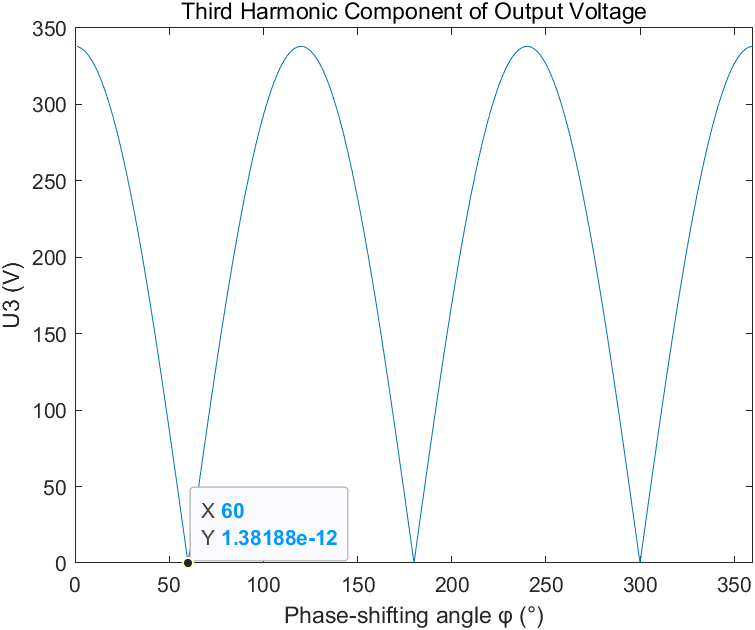 Third Harmonic Component of Output Voltage
350
300
250
200
150
100
50
0
U3 (V)
X 60
Y 1.38188e-12
0 50 100 150 200 250 300 350
Phase-shifting angle φ (°)